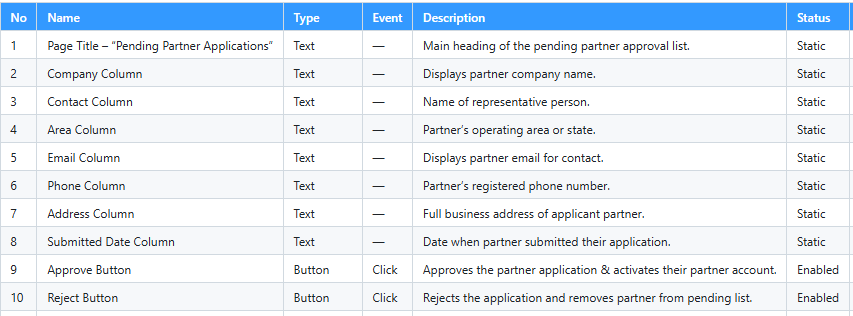 No Name Type Event Description Status
1 Page Title – “Pending Partner Applications” Text — Main heading of the pending partner approval list. Static
2 Company Column Text — Displays partner company name. Static
3 Contact Column Text — Name of representative person. Static
4 Area Column Text — Partner’s operating area or state. Static
5 Email Column Text — Displays partner email for contact. Static
6 Phone Column Text — Partner’s registered phone number. Static
7 Address Column Text — Full business address of applicant partner. Static
8 Submitted Date Column Text — Date when partner submitted their application. Static
9 Approve Button Button Click Approves the partner application & activates their partner account. Enabled
10 Reject Button Button Click Rejects the application and removes partner from pending list. Enabled